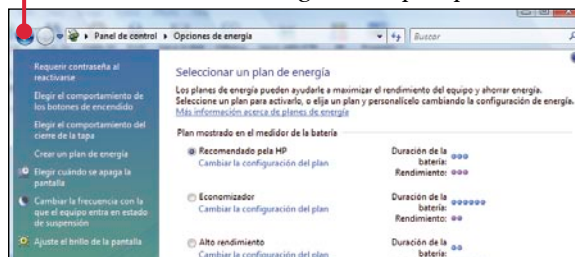 Panel de control ▸ Opciones de energía
Buscar
Requerir contraseña al
reactivarse
Elegir el comportamiento de
los botones de encendido
Elegir el comportamiento del
cierre de la tapa
Crear un plan de energía
Elegir cuándo se apaga la
pantalla
Cambiar la frecuencia con la
que el equipo entra en estado
de suspensión
Ajuste el brillo de la pantalla
Seleccionar un plan de energía
Los planes de energía pueden ayudarle a maximizar el rendimiento del equipo y ahorrar energía.
Seleccione un plan para activarlo, o elija un plan y personalícelo cambiando la configuración de energía.
Más información acerca de planes de energía
Plan mostrado en el medidor de la batería
Recomendado pela HP
Cambiar la configuración del plan
Duración de la
batería:
Rendimiento:
Economizador
Cambiar la configuración del plan
Duración de la
batería:
Rendimiento:
Alto rendimiento
Cambiar la configuración del plan
Duración de la
batería: